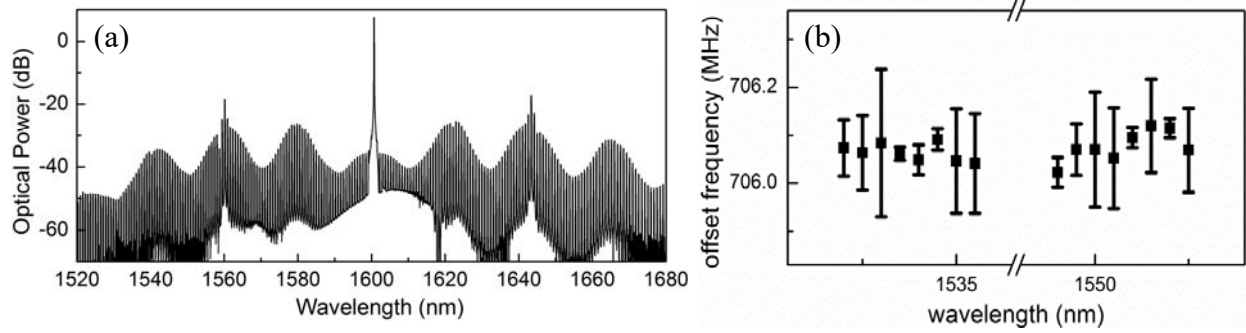 (a)
Optical Power (dB)
0
-20
-40
-60
1520 1540 1560 1580 1600 1620 1640 1660 1680
Wavelength (nm)
(b)
offset frequency (MHz)
706.2
706.0
1535 1550
wavelength (nm)